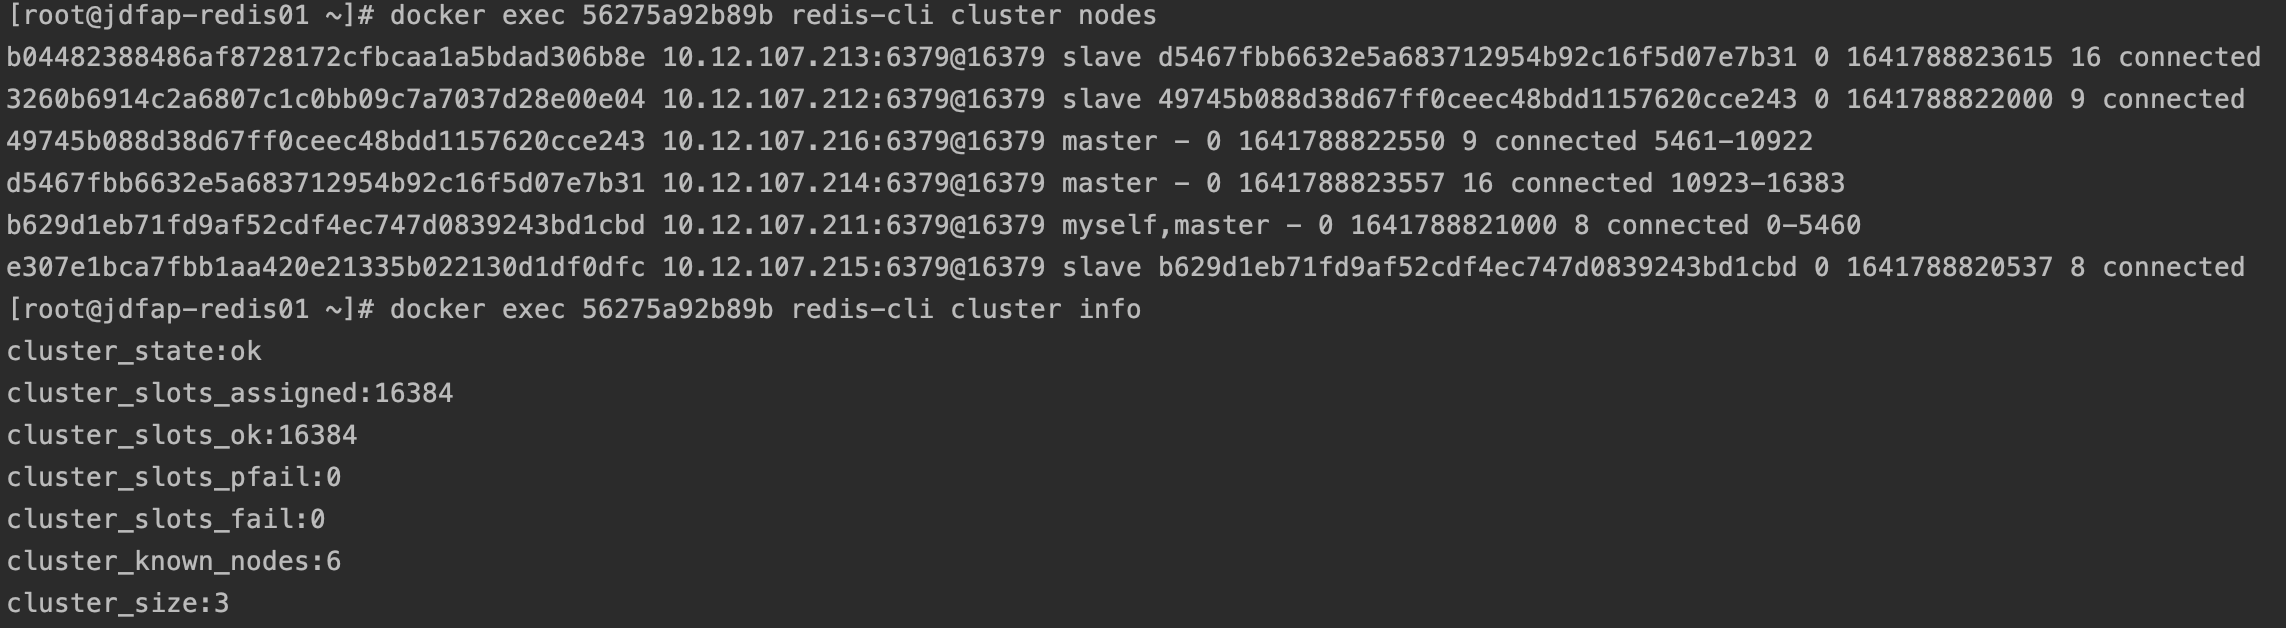 [root@jdfap-redis01 ~]# docker exec 56275a92b89b redis-cli cluster nodes
b04482388486af8728172cfbcaa1a5bdad306b8e 10.12.107.213:6379@16379 slave d5467fbb6632e5a683712954b92c16f5d07e7b31 0 1641788823615 16 connected
3260b6914c2a6807c1c0bb09c7a7037d28e00e04 10.12.107.212:6379@16379 slave 49745b088d38d67ff0ceec48bdd1157620cce243 0 1641788822000 9 connected
49745b088d38d67ff0ceec48bdd1157620cce243 10.12.107.216:6379@16379 master - 0 1641788822550 9 connected 5461-10922
d5467fbb6632e5a683712954b92c16f5d07e7b31 10.12.107.214:6379@16379 master - 0 1641788823557 16 connected 10923-16383
b629d1eb71fd9af52cdf4ec747d0839243bd1cbd 10.12.107.211:6379@16379 myself,master - 0 1641788821000 8 connected 0-5460
e307e1bca7fbb1aa420e21335b022130d1df0dfc 10.12.107.215:6379@16379 slave b629d1eb71fd9af52cdf4ec747d0839243bd1cbd 0 1641788820537 8 connected
[root@jdfap-redis01 ~]# docker exec 56275a92b89b redis-cli cluster info
cluster_state:ok
cluster_slots_assigned:16384
cluster_slots_ok:16384
cluster_slots_pfail:0
cluster_slots_fail:0
cluster_known_nodes:6
cluster_size:3